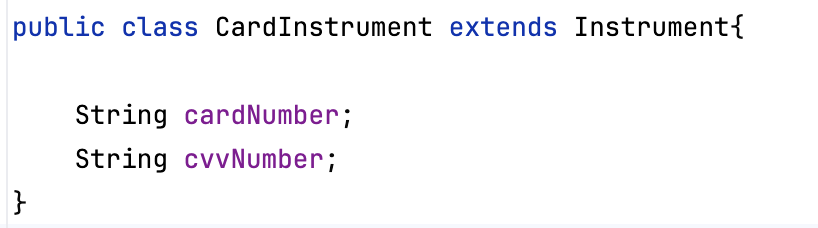 public class CardInstrument extends Instrument{
String cardNumber;
String cvvNumber;
}